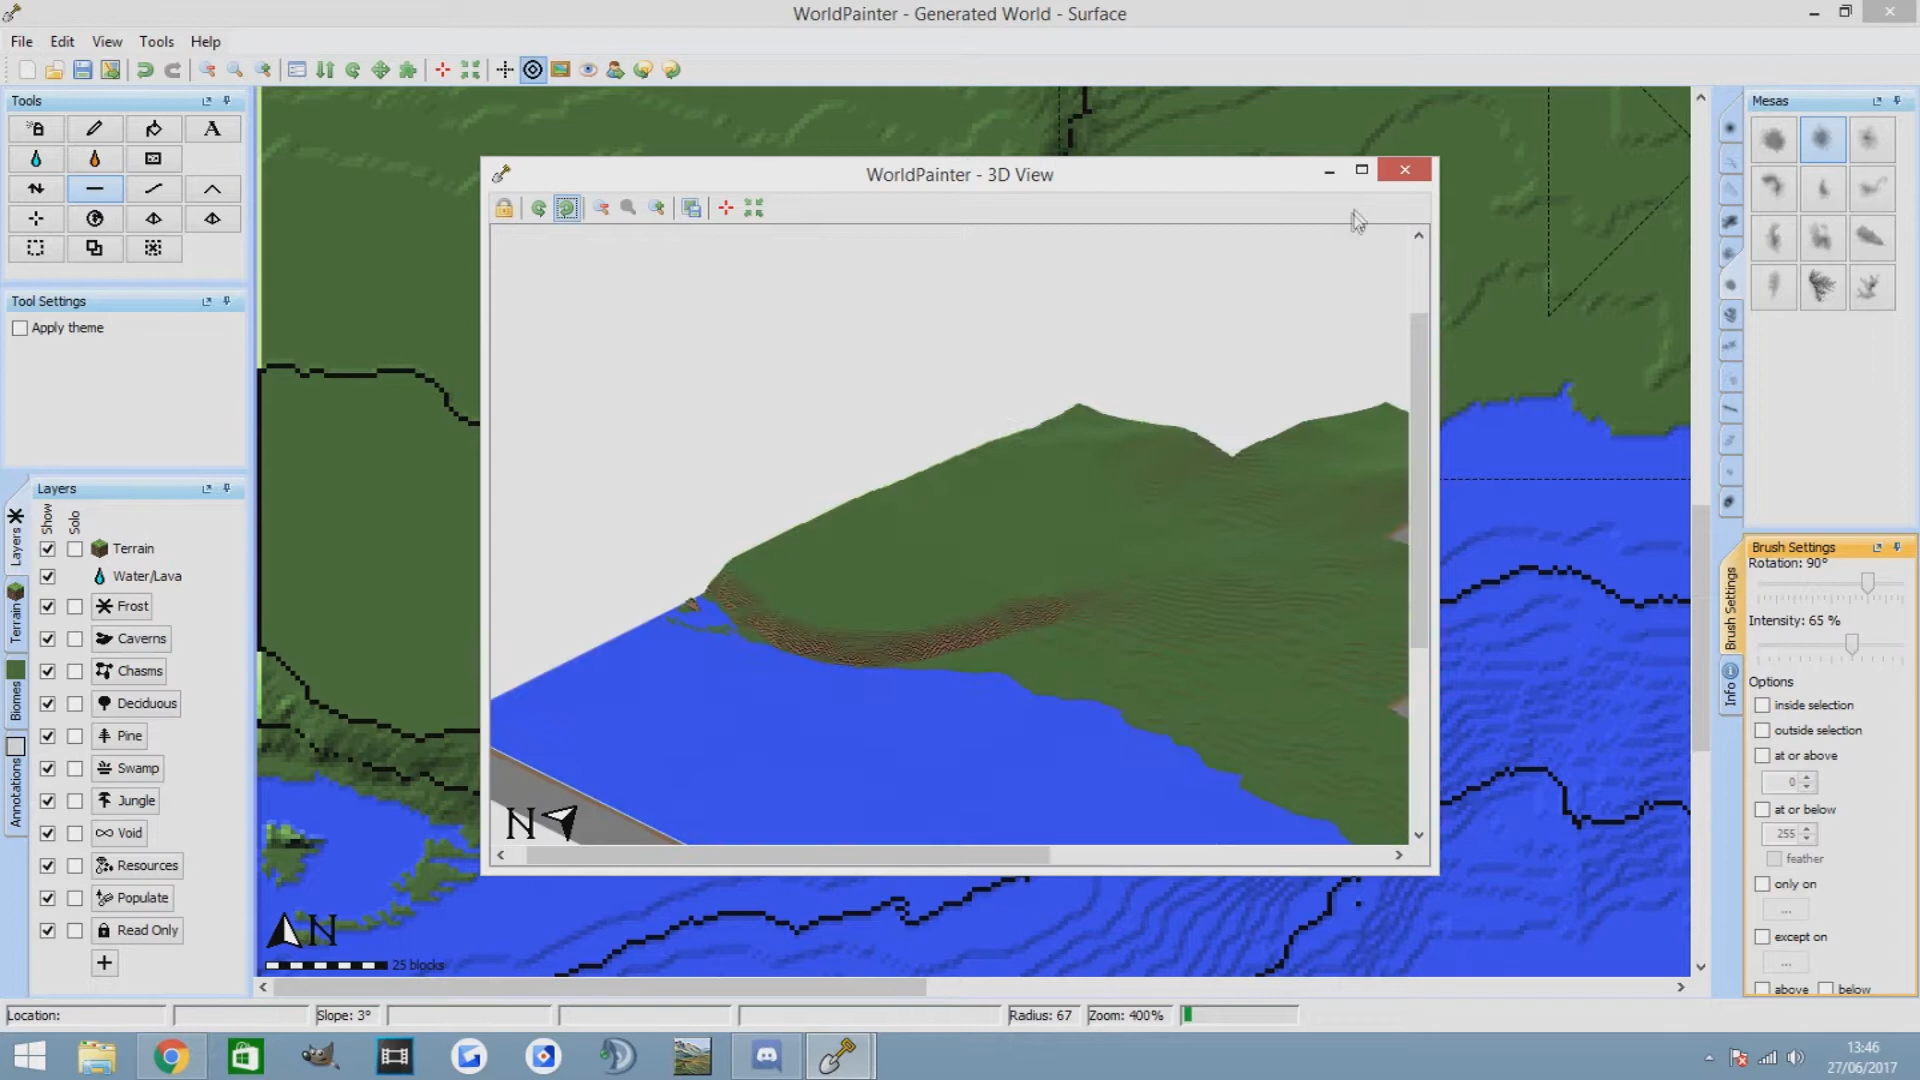 WorldPainter - Generated World - Surface
File Edit View Tools Help
Tools
A
Tool Settings
Apply theme
Layers
Show
Solo
Terrain
Water/Lava
Frost
Caverns
Chasms
Deciduous
Pine
Swamp
Jungle
Void
Resources
Populate
Read Only
Layers
Terrain
Biomes
Annotations
WorldPainter - 3D View
N
N
25 blocks
Mesas
Brush Settings
Info
Brush Settings
Rotation: 90°
Intensity: 65 %
Options
inside selection
outside selection
at or above
0
at or below
255
feather
only on
...
except on
...
above below
Location:
Slope: 3°
Radius: 67
Zoom: 400%
13:46
27/06/2017